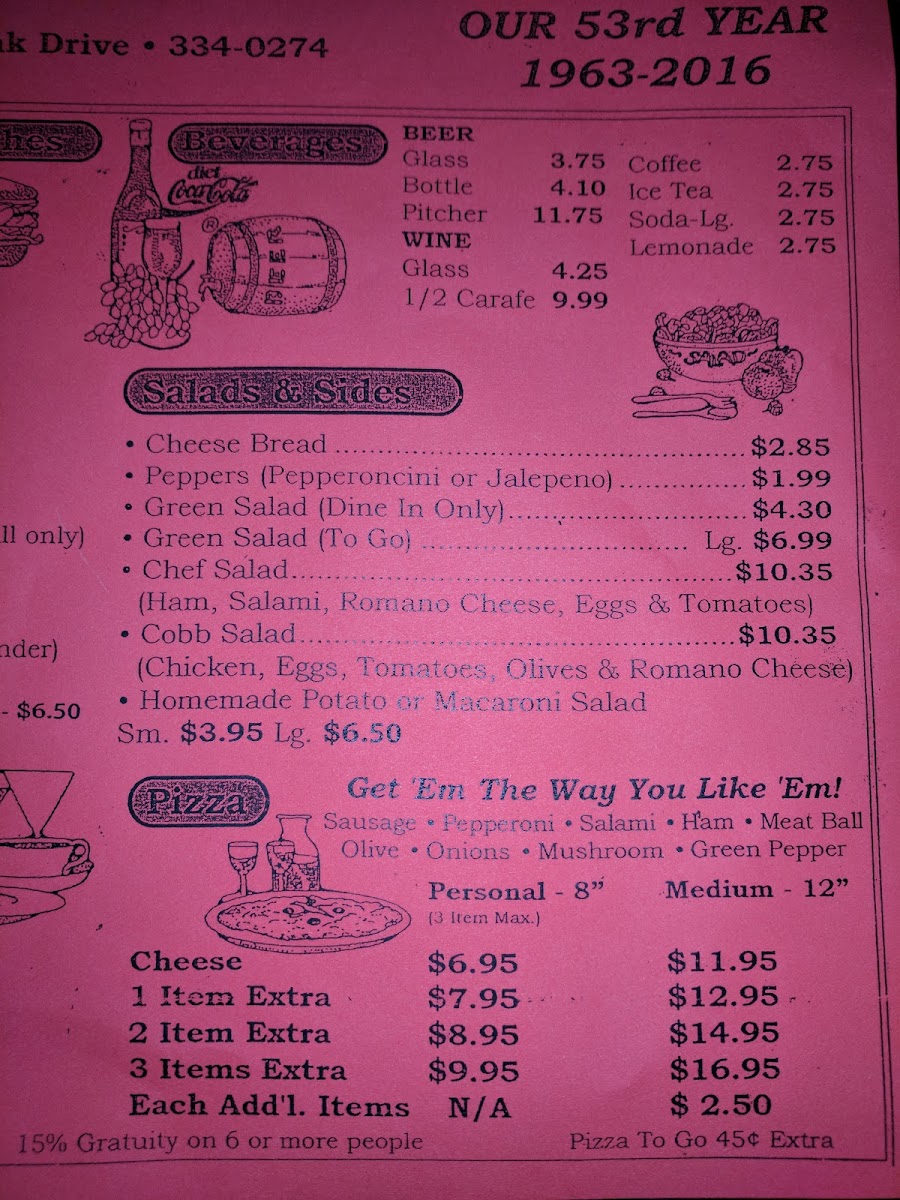 nk Drive • 334-0274
OUR 53rd YEAR
1963-2016
hes
Beverages
diet
Coca-Cola
®
BEER
BEER
Glass 3.75
Bottle 4.10
Pitcher 11.75
WINE
Glass 4.25
1/2 Carafe 9.99
Coffee 2.75
Ice Tea 2.75
Soda-Lg. 2.75
Lemonade 2.75
SALAD
Salads & Sides
• Cheese Bread ........ $2.85
• Peppers (Pepperoncini or Jalepeno) ........ $1.99
• Green Salad (Dine In Only) ........ $4.30
• Green Salad (To Go) ........ Lg. $6.99
• Chef Salad ........ $10.35
(Ham, Salami, Romano Cheese, Eggs & Tomatoes)
• Cobb Salad ........ $10.35
(Chicken, Eggs, Tomatoes, Olives & Romano Cheese)
• Homemade Potato or Macaroni Salad
Sm. $3.95 Lg. $6.50
ll only)
nder)
- $6.50
Pizza
Get 'Em The Way You Like 'Em!
Sausage • Pepperoni • Salami • Ham • Meat Ball
Olive • Onions • Mushroom • Green Pepper
Personal - 8” Medium - 12”
(3 Item Max.)
Cheese $6.95 $11.95
1 Item Extra $7.95 $12.95
2 Item Extra $8.95 $14.95
3 Items Extra $9.95 $16.95
Each Add'l. Items N/A $ 2.50
15% Gratuity on 6 or more people
Pizza To Go 45¢ Extra